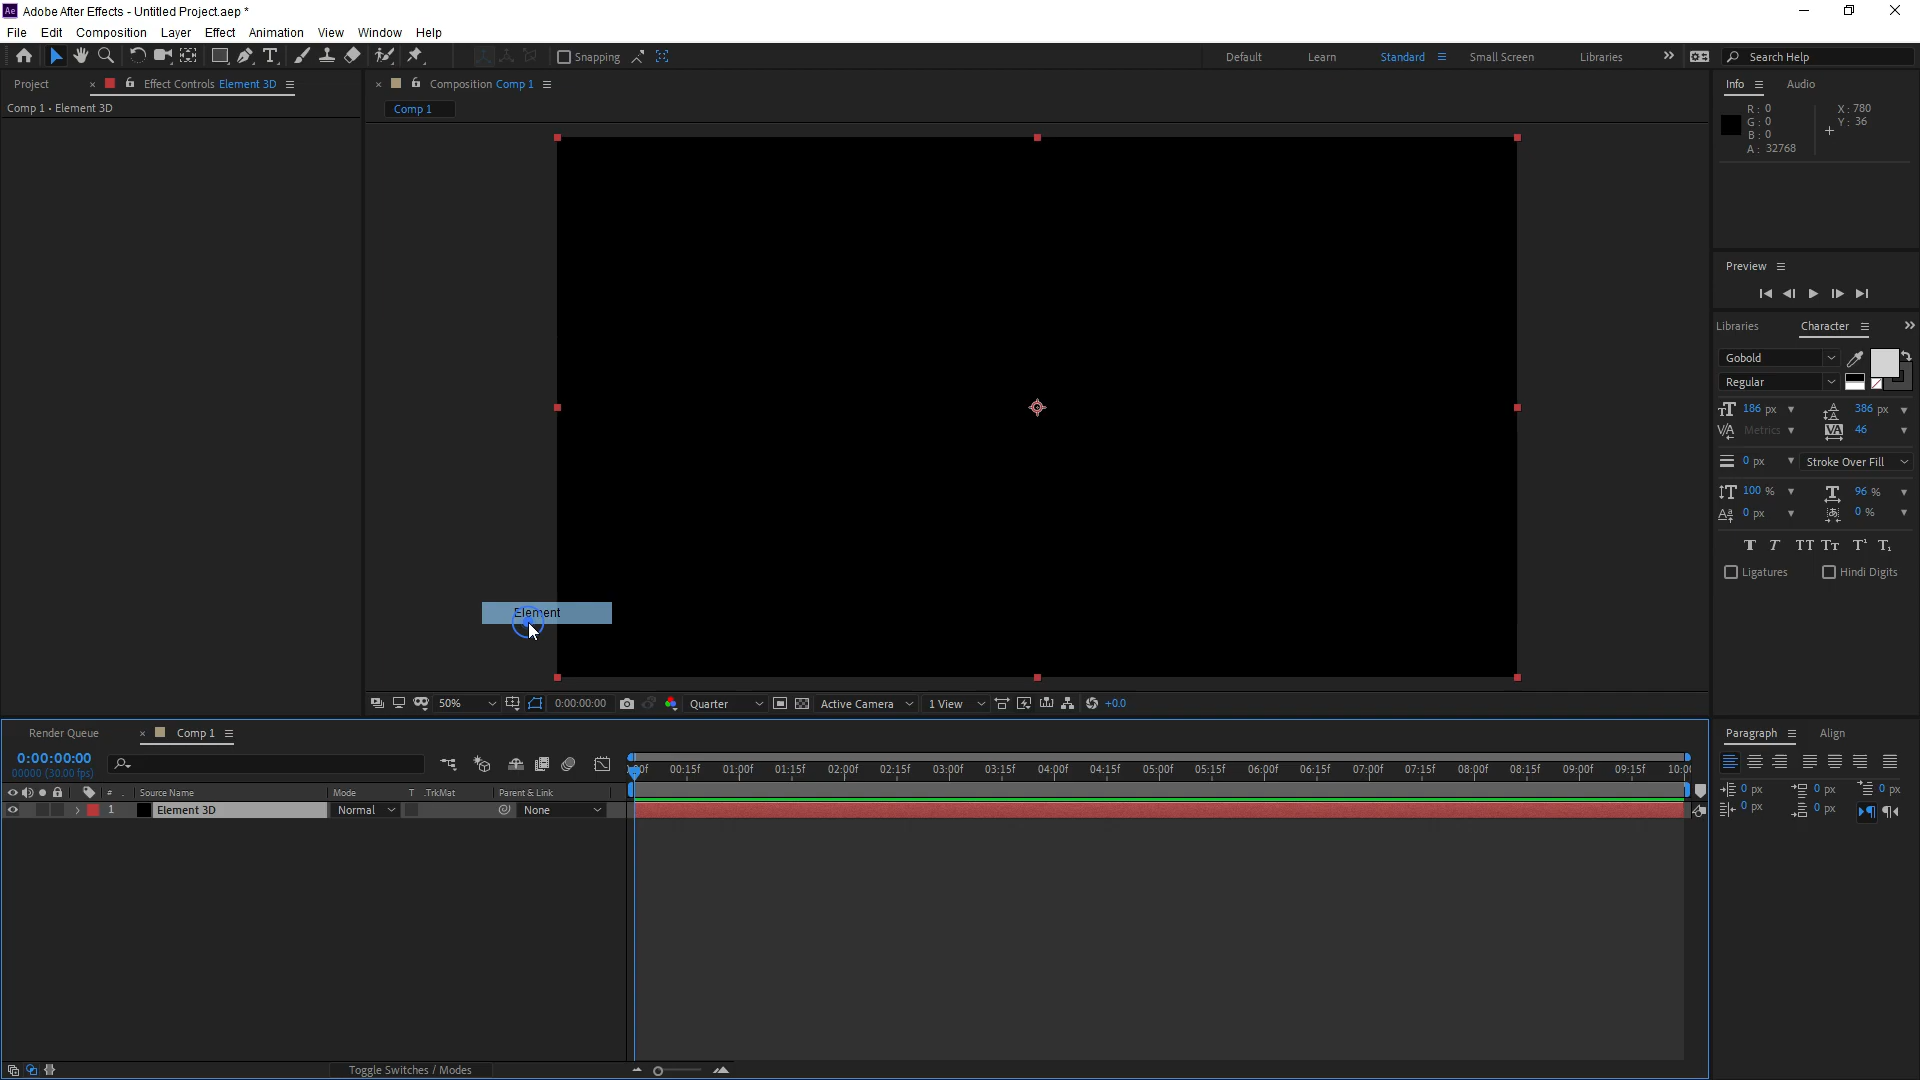 Ae Adobe After Effects - Untitled Project.aep *
File Edit Composition Layer Effect Animation View Window Help
Snapping
Default Learn Standard Small Screen Libraries Search Help
Project Effect Controls Element 3D
Comp 1 • Element 3D
Composition Comp 1
Comp 1
Info Audio
R: 0
G: 0
B: 0
A: 32768
X: 780
Y: 36
Preview
Libraries Character
Gobold
Regular
186 px 386 px
Metrics 46
0 px Stroke Over Fill
100 % 96 %
0 px 0 %
Ligatures Hindi Digits
Element
50% 0:00:00:00 Quarter Active Camera 1 View +0.0
Render Queue Comp 1
0:00:00:00
00000 (30.00 fps)
00:15f 01:00f 01:15f 02:00f 02:15f 03:00f 03:15f 04:00f 04:15f 05:00f 05:15f 06:00f 06:15f 07:00f 07:15f 08:00f 08:15f 09:00f 09:15f
# Source Name Mode T .TrkMat Parent & Link
1 Element 3D Normal None
Toggle Switches / Modes
Paragraph Align
0 px 0 px 0 px
0 px 0 px